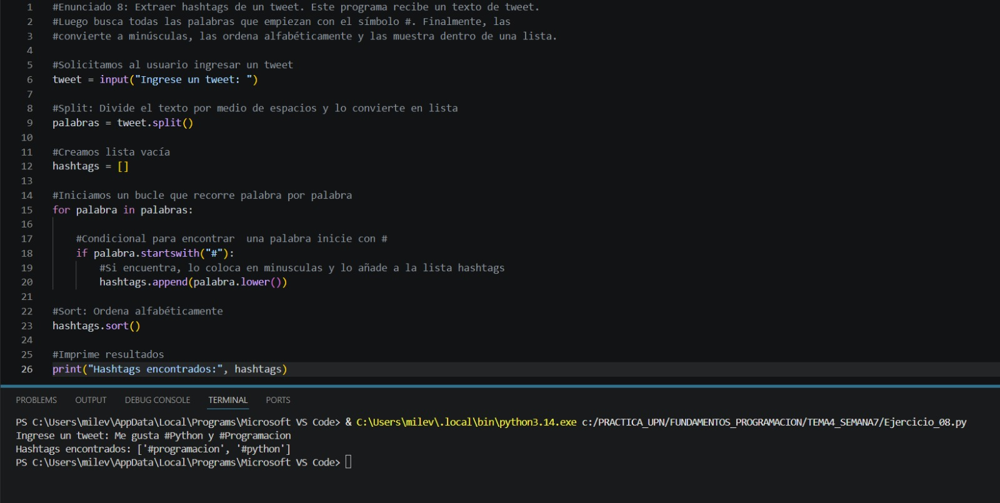 1 #Enunciado 8: Extraer hashtags de un tweet. Este programa recibe un texto de tweet.
2 #Luego busca todas las palabras que empiezan con el símbolo #. Finalmente, las
3 #convierte a minúsculas, las ordena alfabéticamente y las muestra dentro de una lista.
4
5 #Solicitamos al usuario ingresar un tweet
6 tweet = input("Ingrese un tweet: ")
7
8 #Split: Divide el texto por medio de espacios y lo convierte en lista
9 palabras = tweet.split()
10
11 #Creamos lista vacía
12 hashtags = []
13
14 #Iniciamos un bucle que recorre palabra por palabra
15 for palabra in palabras:
16
17     #Condicional para encontrar  una palabra inicie con #
18     if palabra.startswith("#"):
19         #Si encuentra, lo coloca en minusculas y lo añade a la lista hashtags
20         hashtags.append(palabra.lower())
21
22 #Sort: Ordena alfabéticamente
23 hashtags.sort()
24
25 #Imprime resultados
26 print("Hashtags encontrados:", hashtags)
PROBLEMS OUTPUT DEBUG CONSOLE TERMINAL PORTS
PS C:\Users\milev\AppData\Local\Programs\Microsoft VS Code> & C:\Users\milev\.local\bin\python3.14.exe c:/PRACTICA_UPN/FUNDAMENTOS_PROGRAMACION/TEMA4_SEMANA7/Ejercicio_08.py
Ingrese un tweet: Me gusta #Python y #Programacion
Hashtags encontrados: ['#programacion', '#python']
PS C:\Users\milev\AppData\Local\Programs\Microsoft VS Code>